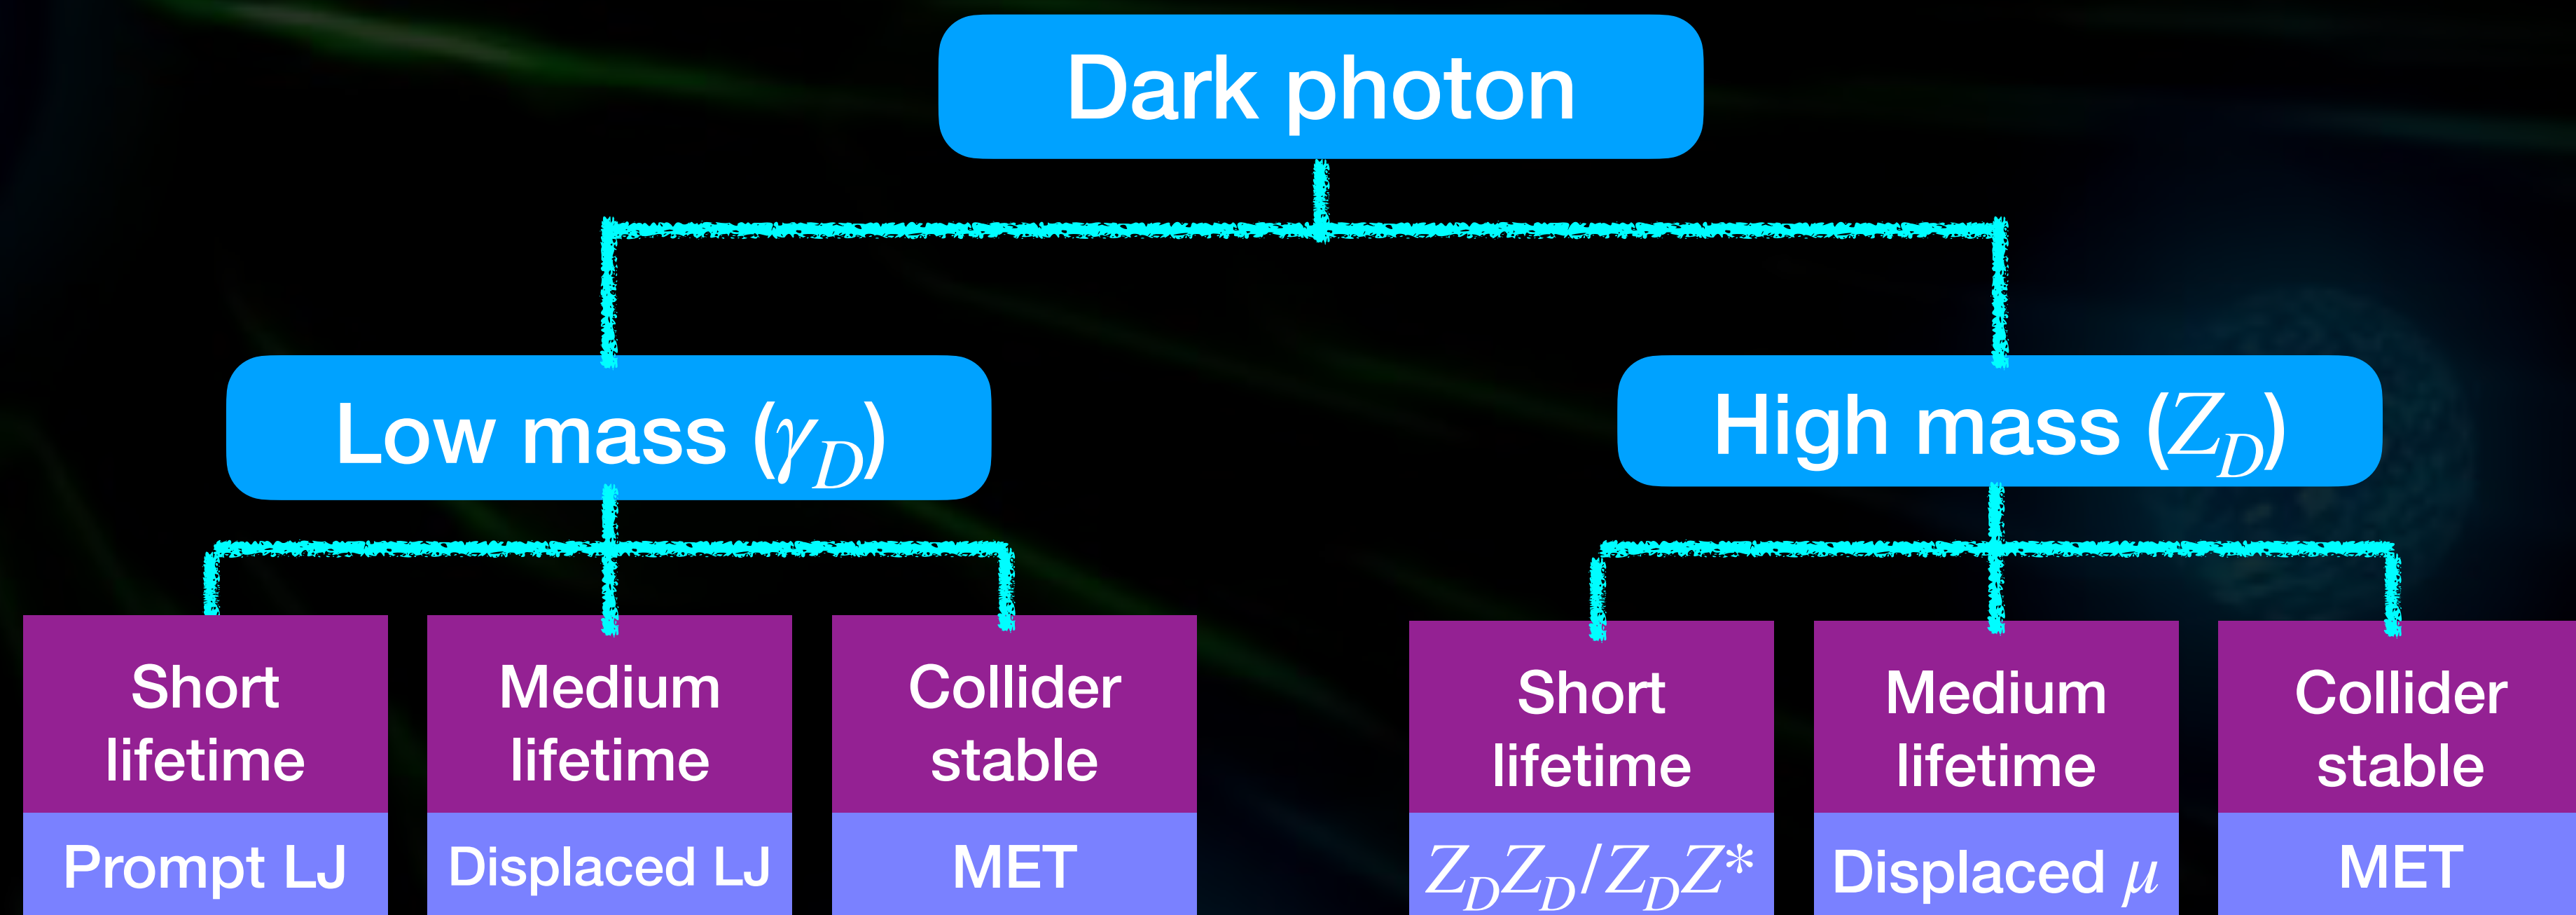 Dark photon
Low mass (γ_D)
High mass (Z_D)
Short
lifetime
Prompt LJ
Medium
lifetime
Displaced LJ
Collider
stable
MET
Short
lifetime
Z_DZ_D/Z_DZ*
Medium
lifetime
Displaced μ
Collider
stable
MET